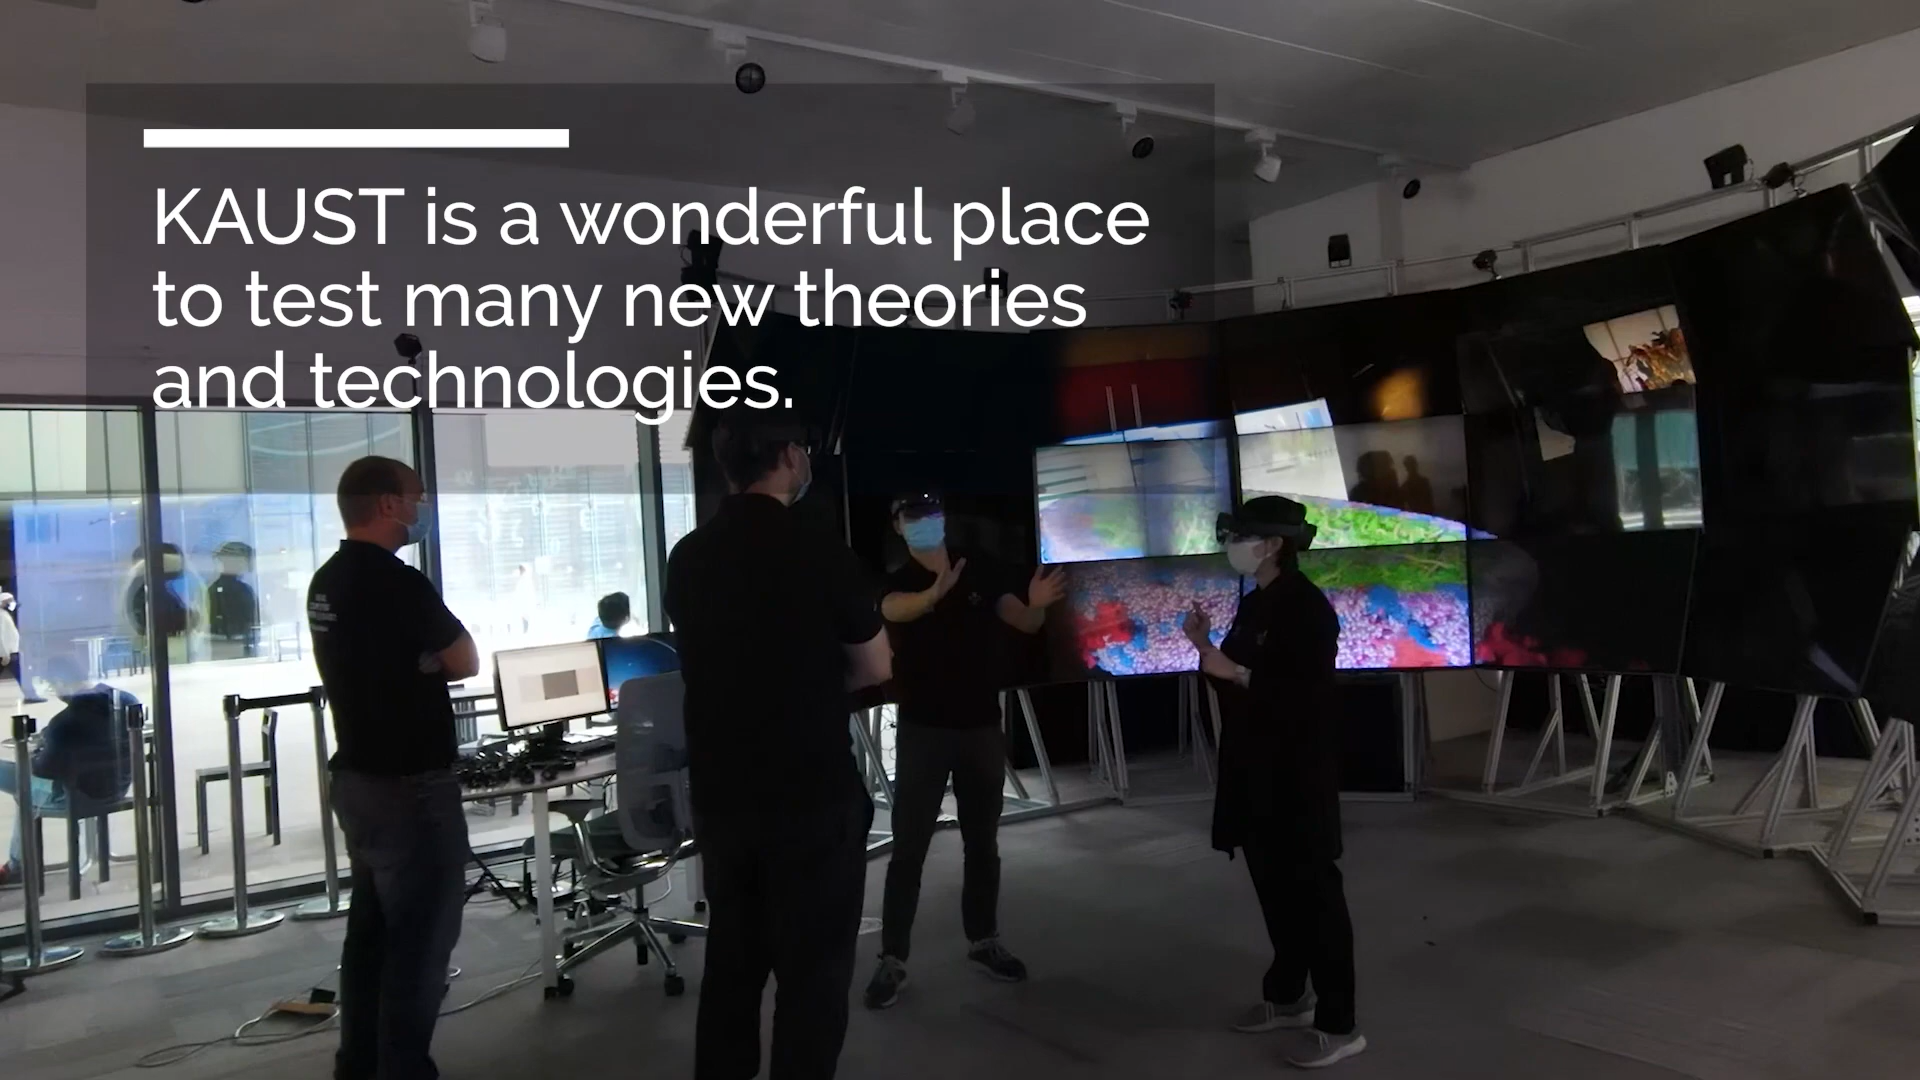 KAUST is a wonderful place
to test many new theories
and technologies.